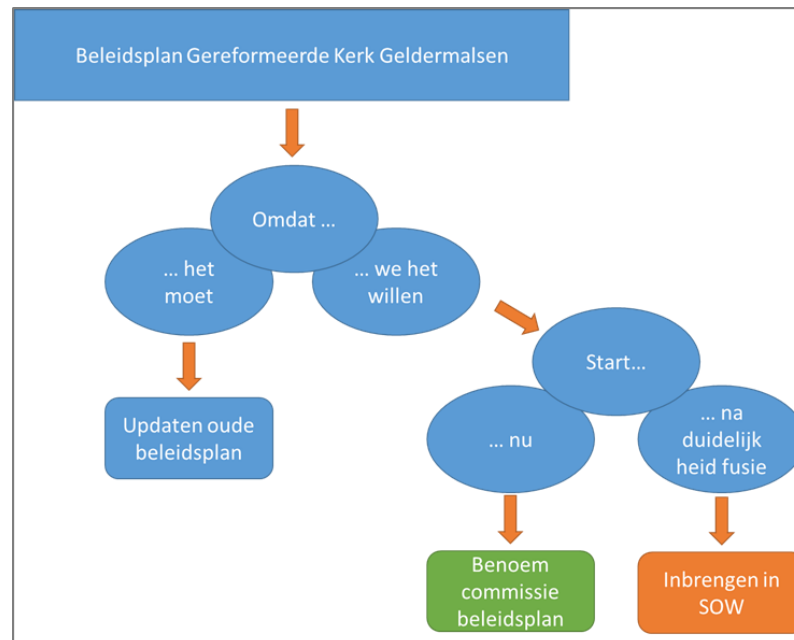 Beleidsplan Gereformeerde Kerk Geldermalsen
Omdat ...
... het
moet
... we het
willen
Updaten oude
beleidsplan
Start...
... nu
... na
duidelijk
heid fusie
Benoem
commissie
beleidsplan
Inbrengen in
SOW